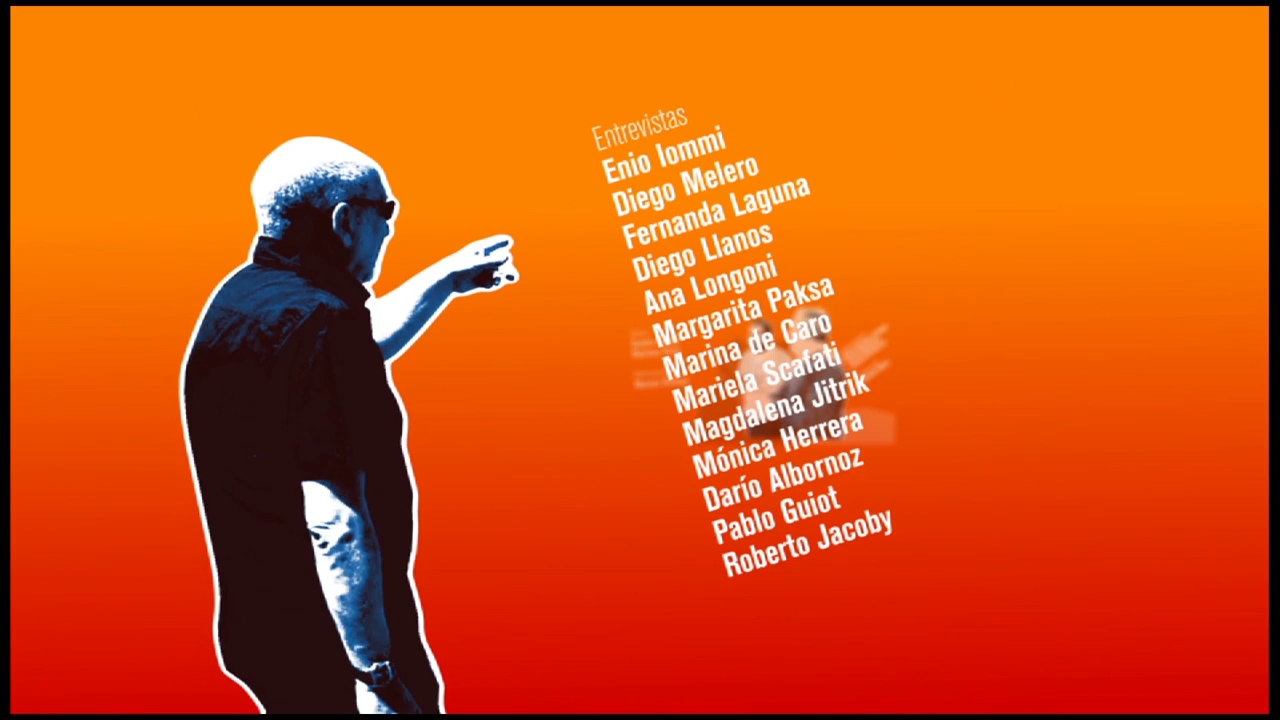 Entrevistas
Enio Iommi
Diego Melero
Fernanda Laguna
Diego Llanos
Ana Longoni
Margarita Paksa
Marina de Caro
Mariela Scafati
Magdalena Jitrik
Mónica Herrera
Darío Albornoz
Pablo Guiot
Roberto Jacoby